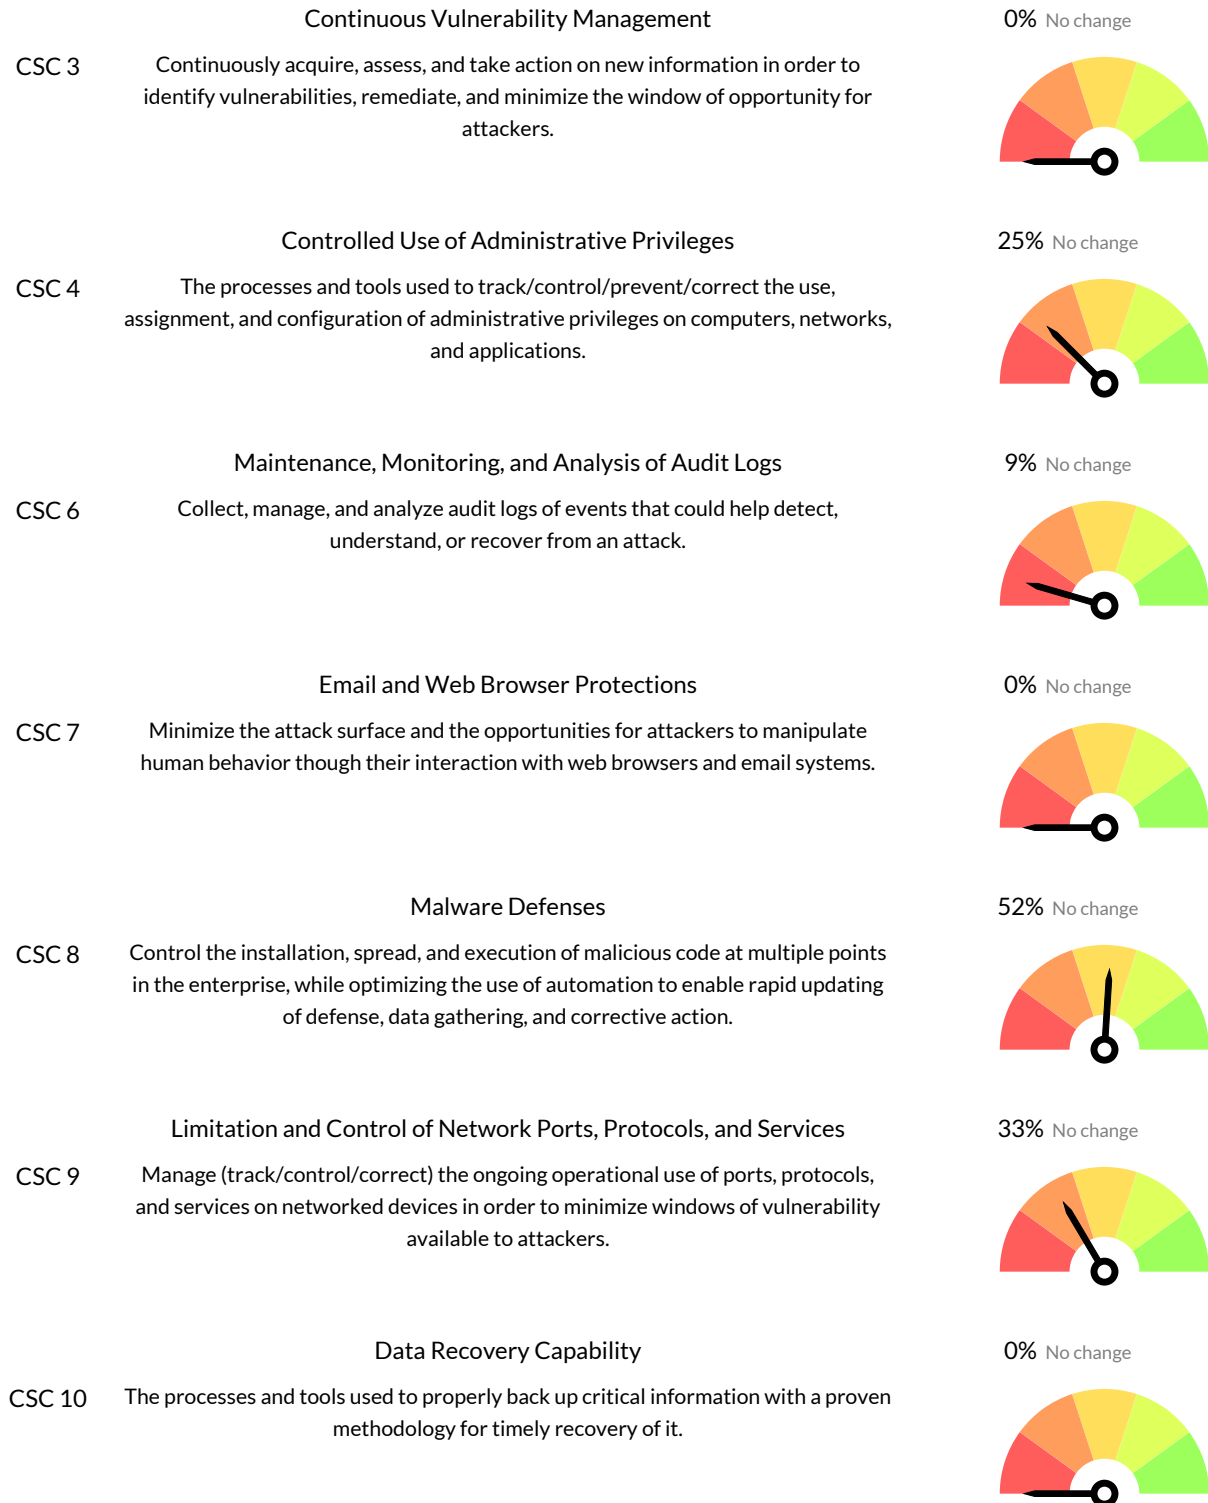 Continuous Vulnerability Management
0% No change
CSC 3
Continuously acquire, assess, and take action on new information in order to
identify vulnerabilities, remediate, and minimize the window of opportunity for
attackers.
Controlled Use of Administrative Privileges
25% No change
CSC 4
The processes and tools used to track/control/prevent/correct the use,
assignment, and configuration of administrative privileges on computers, networks,
and applications.
Maintenance, Monitoring, and Analysis of Audit Logs
9% No change
CSC 6
Collect, manage, and analyze audit logs of events that could help detect,
understand, or recover from an attack.
Email and Web Browser Protections
0% No change
CSC 7
Minimize the attack surface and the opportunities for attackers to manipulate
human behavior though their interaction with web browsers and email systems.
Malware Defenses
52% No change
CSC 8
Control the installation, spread, and execution of malicious code at multiple points
in the enterprise, while optimizing the use of automation to enable rapid updating
of defense, data gathering, and corrective action.
Limitation and Control of Network Ports, Protocols, and Services
33% No change
CSC 9
Manage (track/control/correct) the ongoing operational use of ports, protocols,
and services on networked devices in order to minimize windows of vulnerability
available to attackers.
Data Recovery Capability
0% No change
CSC 10
The processes and tools used to properly back up critical information with a proven
methodology for timely recovery of it.